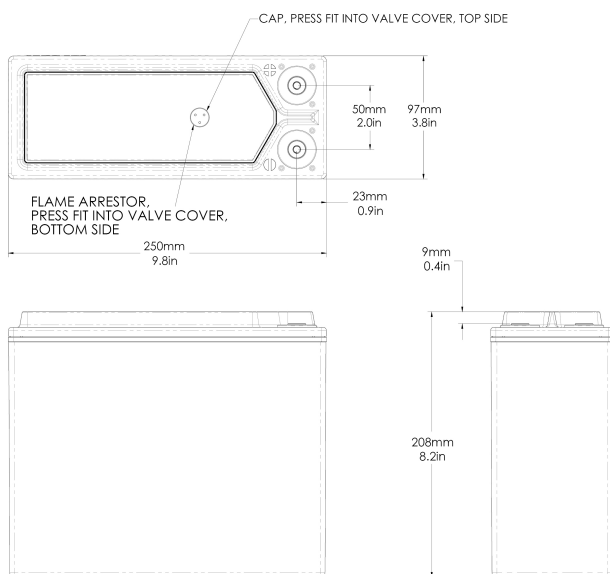 CAP, PRESS FIT INTO VALVE COVER, TOP SIDE
50mm
2.0in
97mm
3.8in
23mm
0.9in
FLAME ARRESTOR,
PRESS FIT INTO VALVE COVER,
BOTTOM SIDE
250mm
9.8in
9mm
0.4in
208mm
8.2in